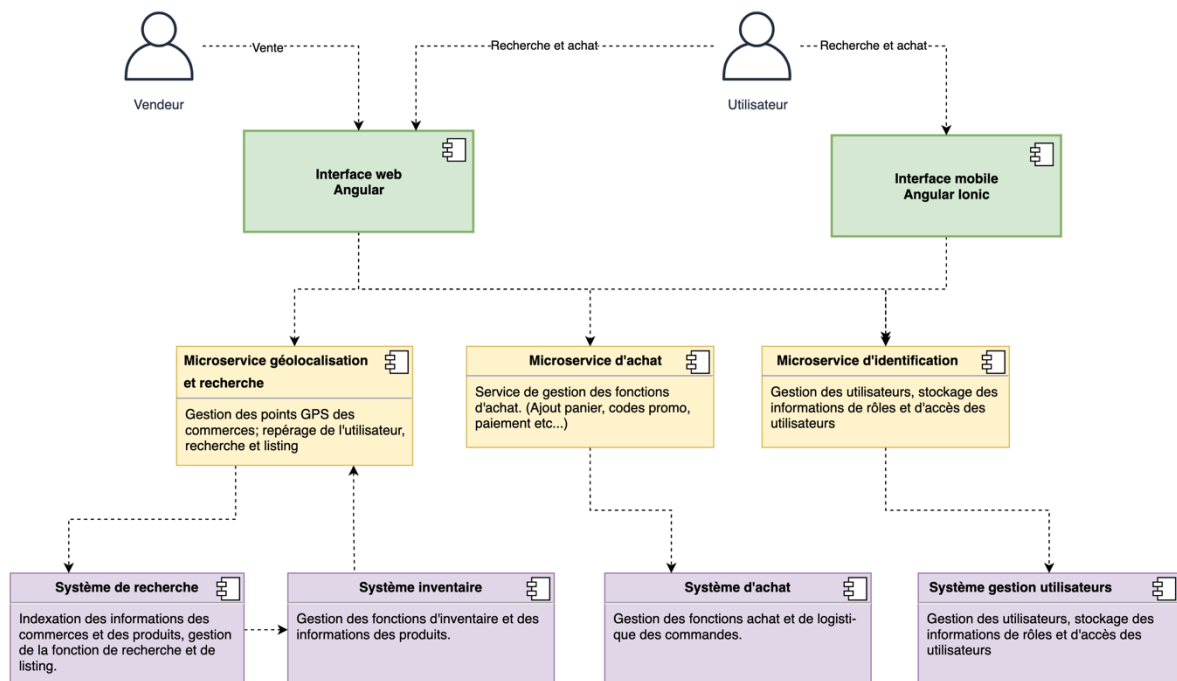 Vente
Recherche et achat
Recherche et achat
Vendeur
Utilisateur
Interface web
Angular
Interface mobile
Angular Ionic
Microservice géolocalisation
et recherche
Gestion des points GPS des
commerces; repérage de l'utilisateur,
recherche et listing
Microservice d'achat
Service de gestion des fonctions
d'achat. (Ajout panier, codes promo,
paiement etc...)
Microservice d'identification
Gestion des utilisateurs, stockage des
informations de rôles et d'accès des
utilisateurs
Système de recherche
Indexation des informations des
commerces et des produits, gestion
de la fonction de recherche et de
listing.
Système inventaire
Gestion des fonctions d'inventaire et des
informations des produits.
Système d'achat
Gestion des fonctions achat et de logisti-
que des commandes.
Système gestion utilisateurs
Gestion des utilisateurs, stockage des
informations de rôles et d'accès des
utilisateurs